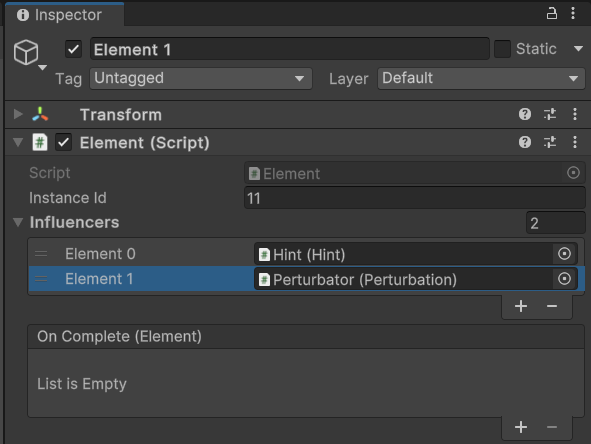 Inspector
Element 1
Static
Tag Untagged Layer Default
Transform
# Element (Script)
Script # Element
Instance Id 11
Influencers 2
Element 0 # Hint (Hint)
Element 1 # Perturbator (Perturbation)
+ −
On Complete (Element)
List is Empty
+ −